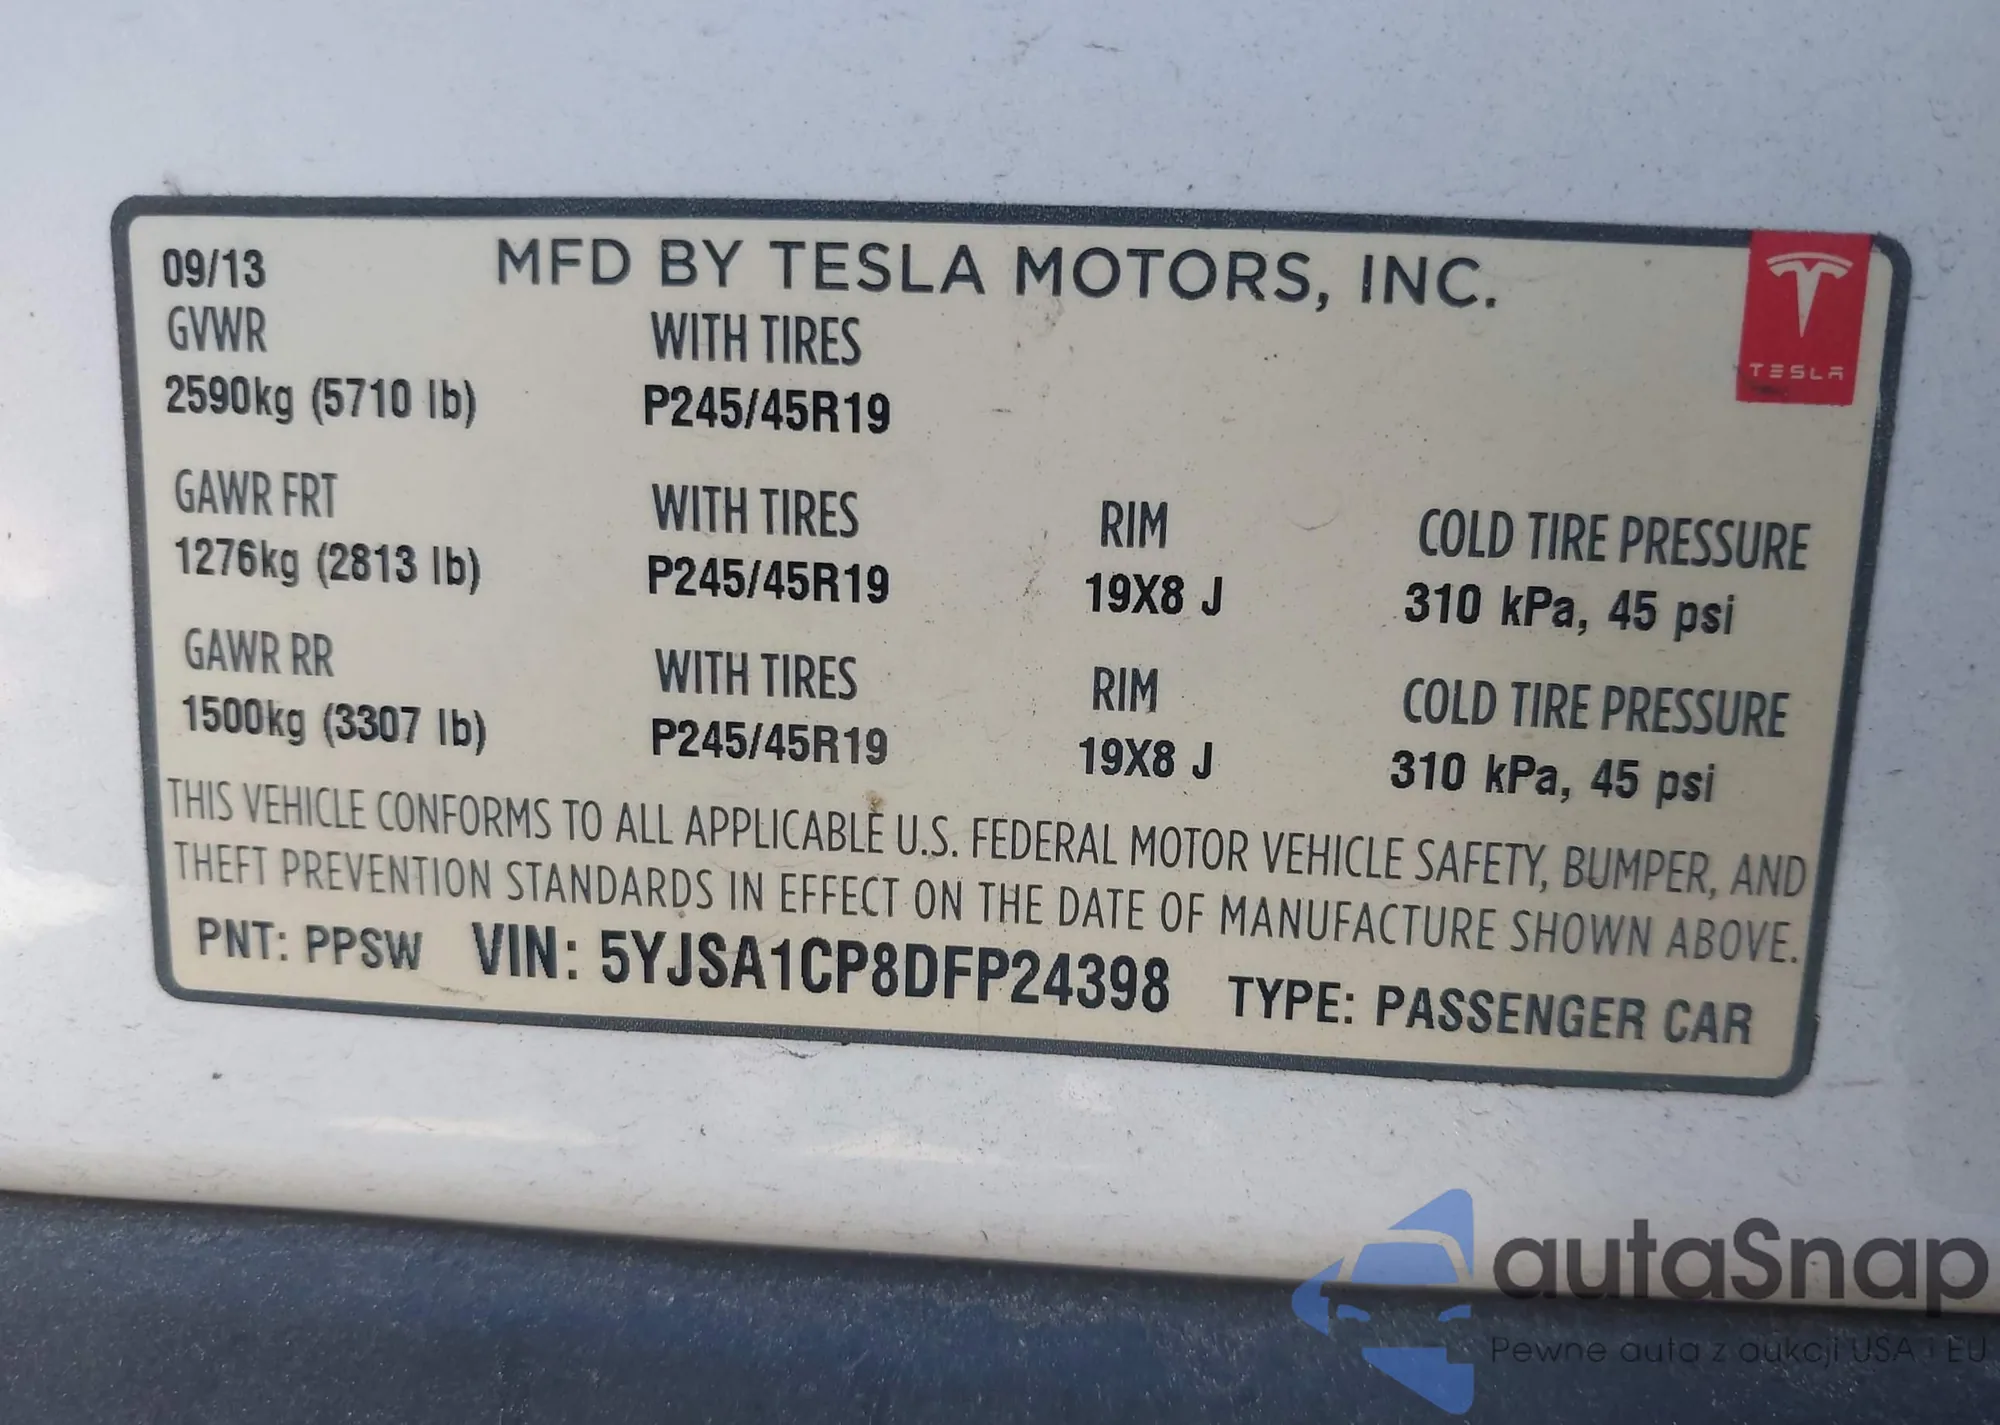 09/13 MFD BY TESLA MOTORS, INC.
TESLA
GVWR WITH TIRES
2590kg (5710 lb) P245/45R19
GAWR FRT WITH TIRES RIM COLD TIRE PRESSURE
1276kg (2813 lb) P245/45R19 19X8 J 310 kPa, 45 psi
GAWR RR WITH TIRES RIM COLD TIRE PRESSURE
1500kg (3307 lb) P245/45R19 19X8 J 310 kPa, 45 psi
THIS VEHICLE CONFORMS TO ALL APPLICABLE U.S. FEDERAL MOTOR VEHICLE SAFETY, BUMPER, AND
THEFT PREVENTION STANDARDS IN EFFECT ON THE DATE OF MANUFACTURE SHOWN ABOVE.
PNT: PPSW VIN: 5YJSA1CP8DFP24398 TYPE: PASSENGER CAR
autaSnap
Pewne auta z aukcji USA i EU